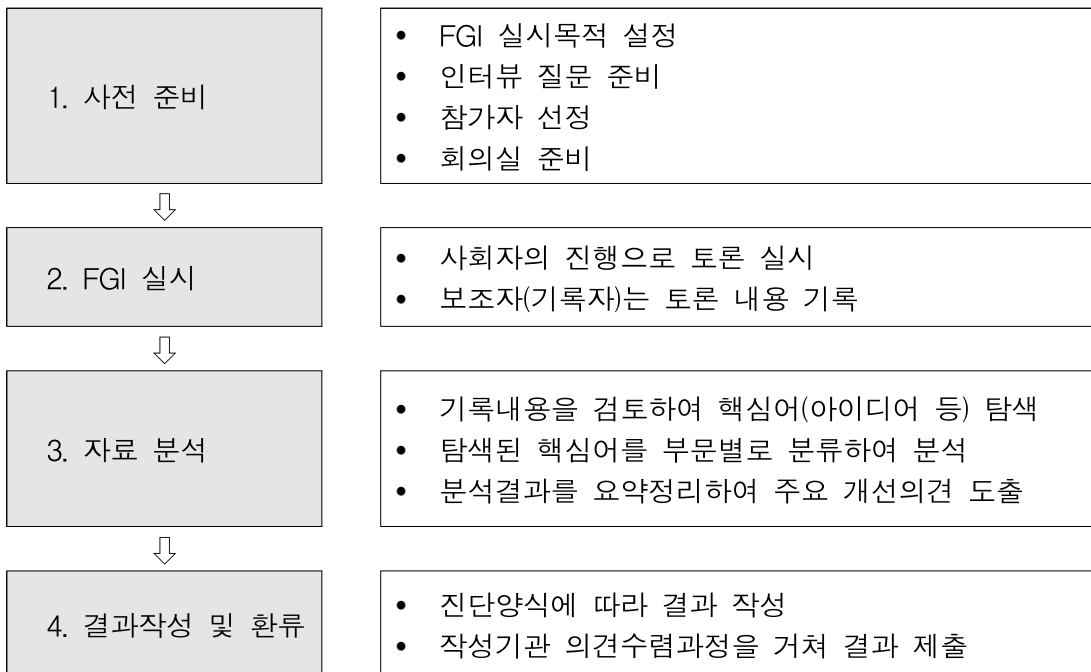 1. 사전 준비
• FGI 실시목적 설정
• 인터뷰 질문 준비
• 참가자 선정
• 회의실 준비
2. FGI 실시
• 사회자의 진행으로 토론 실시
• 보조자(기록자)는 토론 내용 기록
3. 자료 분석
• 기록내용을 검토하여 핵심어(아이디어 등) 탐색
• 탐색된 핵심어를 부문별로 분류하여 분석
• 분석결과를 요약정리하여 주요 개선의견 도출
4. 결과작성 및 환류
• 진단양식에 따라 결과 작성
• 작성기관 의견수렴과정을 거쳐 결과 제출